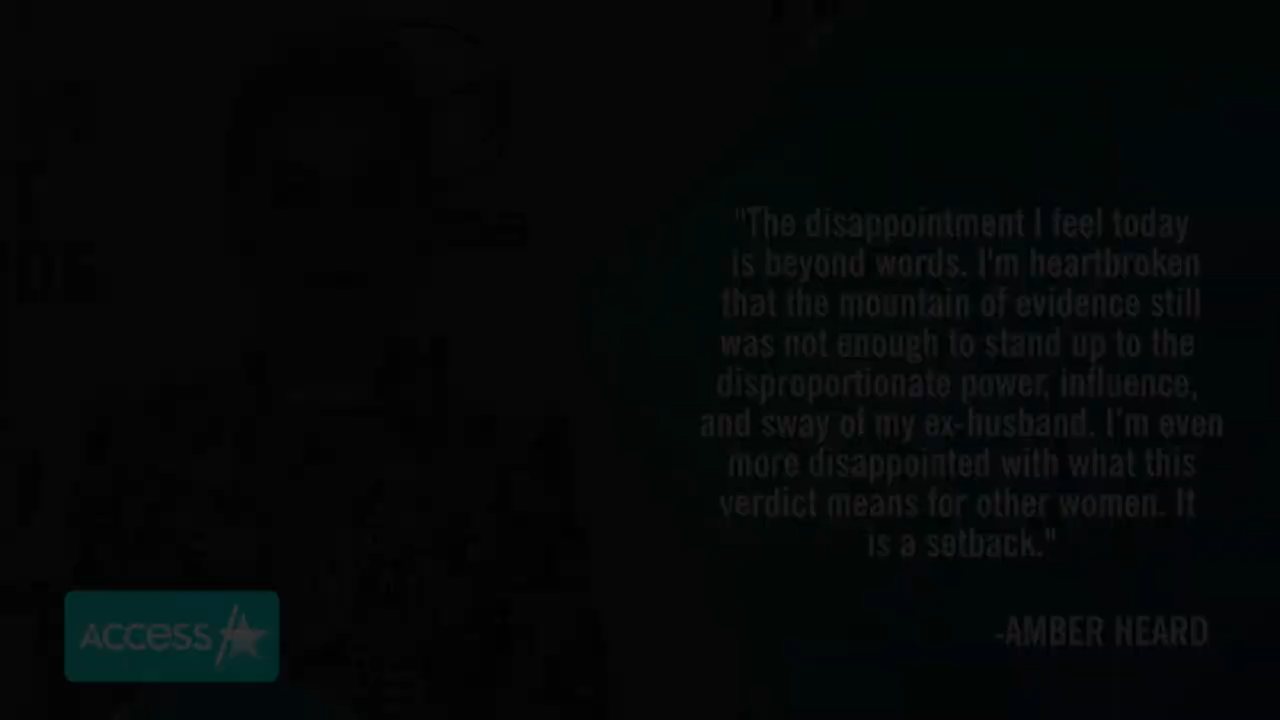 "The disappointment I feel today
is beyond words. I'm heartbroken
that the mountain of evidence still
was not enough to stand up to the
disproportionate power, influence,
and sway of my ex-husband. I'm even
more disappointed with what this
verdict means for other women. It
is a setback."
-AMBER HEARD
access